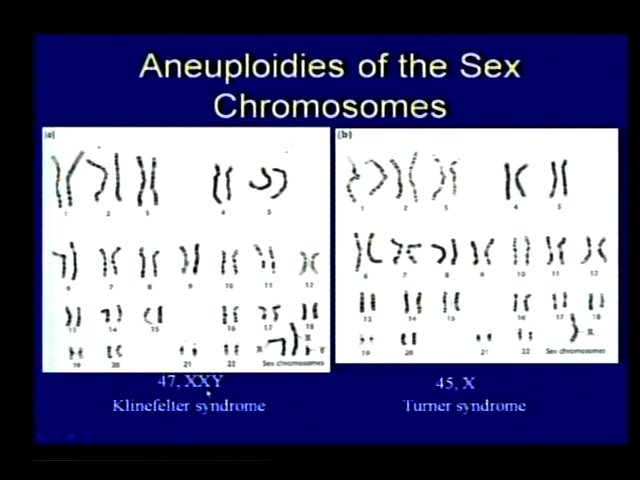 Aneuploidies of the Sex
Chromosomes
(a)
1 2 3 4 5
6 7 8 9 10 11 12
13 14 15 16 17 18
19 20 21 22 X X Y
Sex chromosomes
(b)
1 2 3 4 5
6 7 8 9 10 11 12
13 14 15 16 17 18
19 20 21 22 X
Sex chromosomes
47, XXY
Klinefelter syndrome
45, X
Turner syndrome